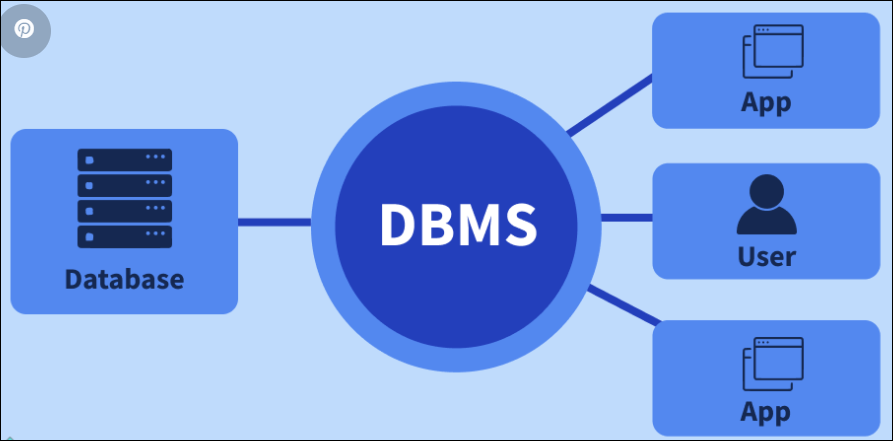 Database
DBMS
App
User
App